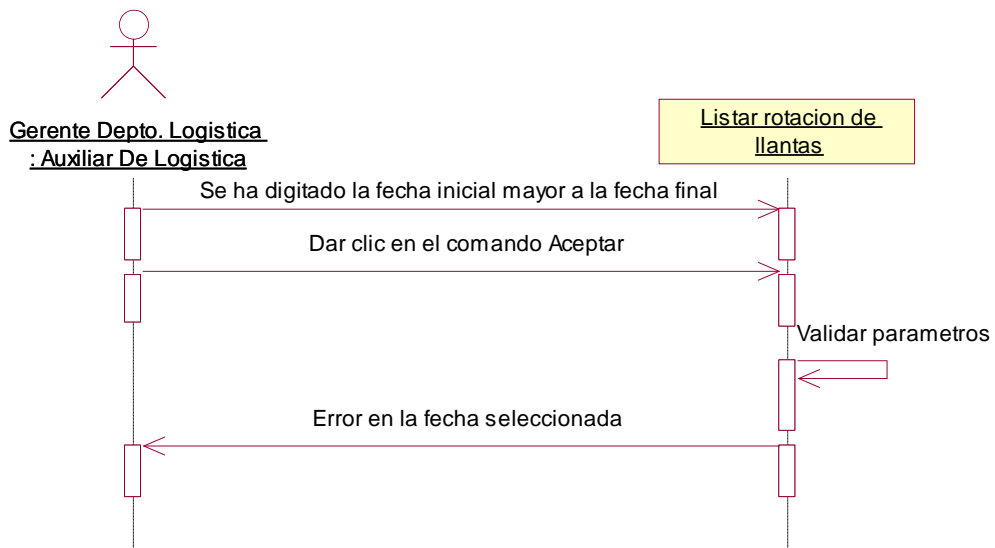 Gerente Depto. Logistica
: Auxiliar De Logistica
Listar rotacion de
llantas
Se ha digitado la fecha inicial mayor a la fecha final
Dar clic en el comando Aceptar
Validar parametros
Error en la fecha seleccionada